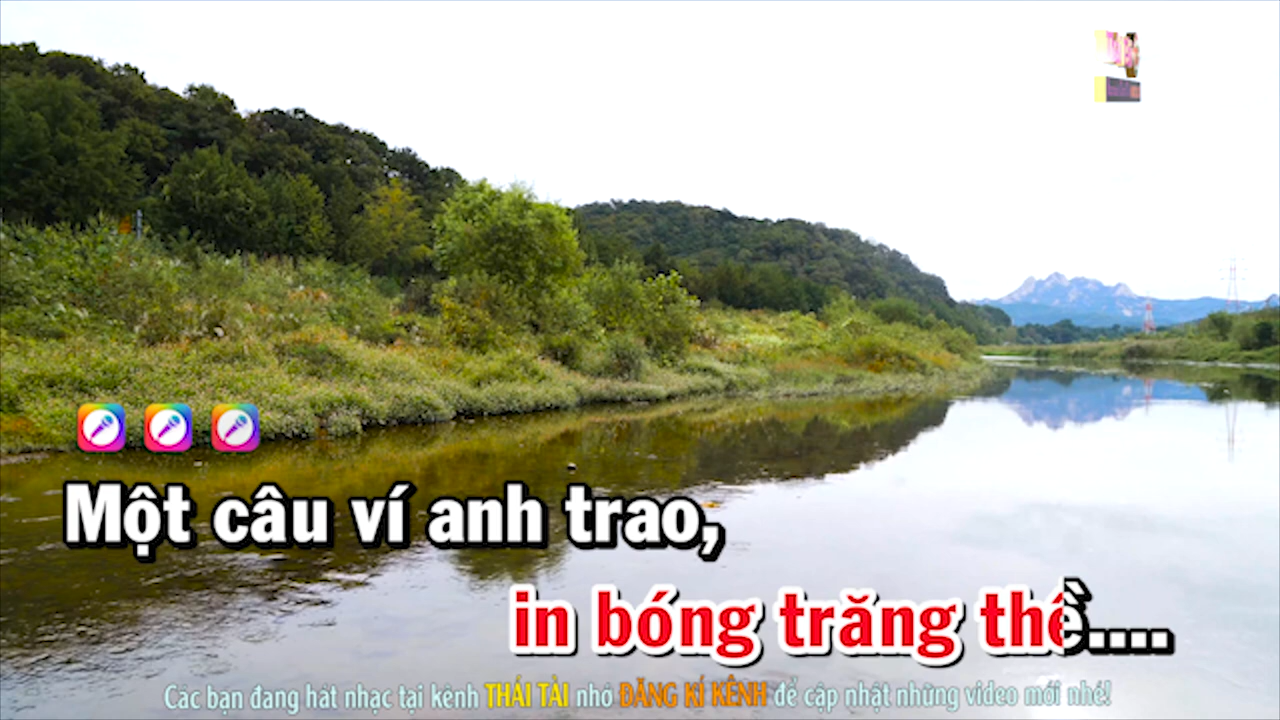 Một câu ví anh trao,
in bóng trăng thề....
Các bạn đang hát nhạc tại kênh THÁI TÀI nhớ ĐĂNG KÍ KÊNH để cập nhật những video mới nhé!